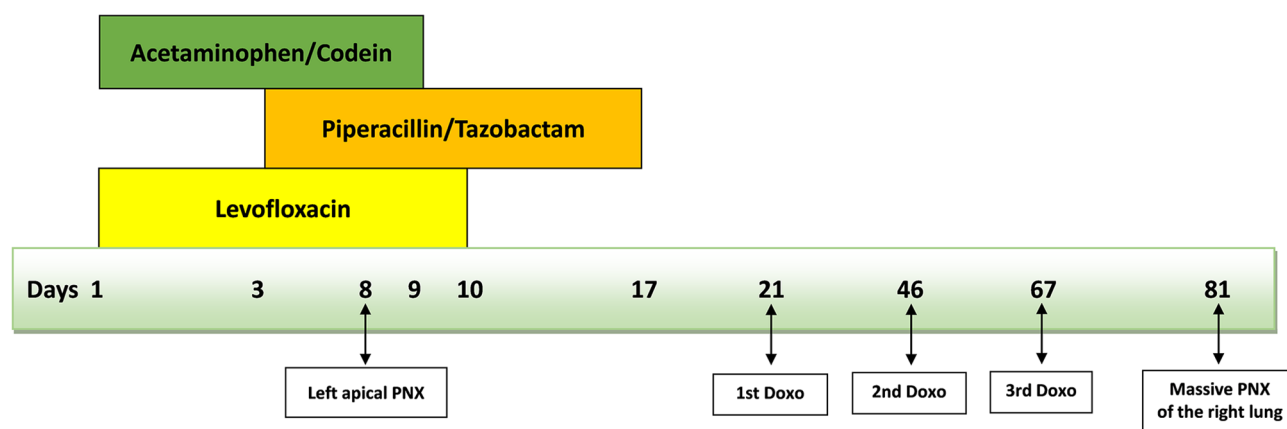 Acetaminophen/Codein
Piperacillin/Tazobactam
Levofloxacin
Days 1 3 8 9 10 17 21 46 67 81
Left apical PNX
1st Doxo
2nd Doxo
3rd Doxo
Massive PNX
of the right lung